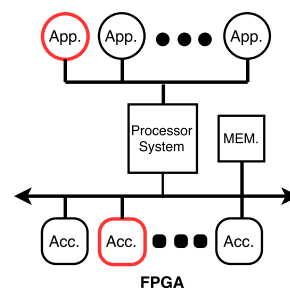 App. App. App.
Processor
System
MEM.
Acc. Acc. Acc.
FPGA